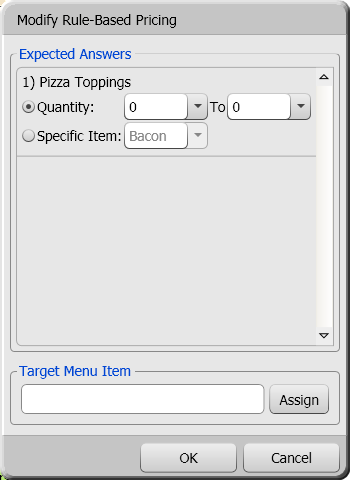 Modify Rule-Based Pricing
Expected Answers
1) Pizza Toppings
Quantity: 0 To 0
Specific Item: Bacon
Target Menu Item
Assign
OK Cancel